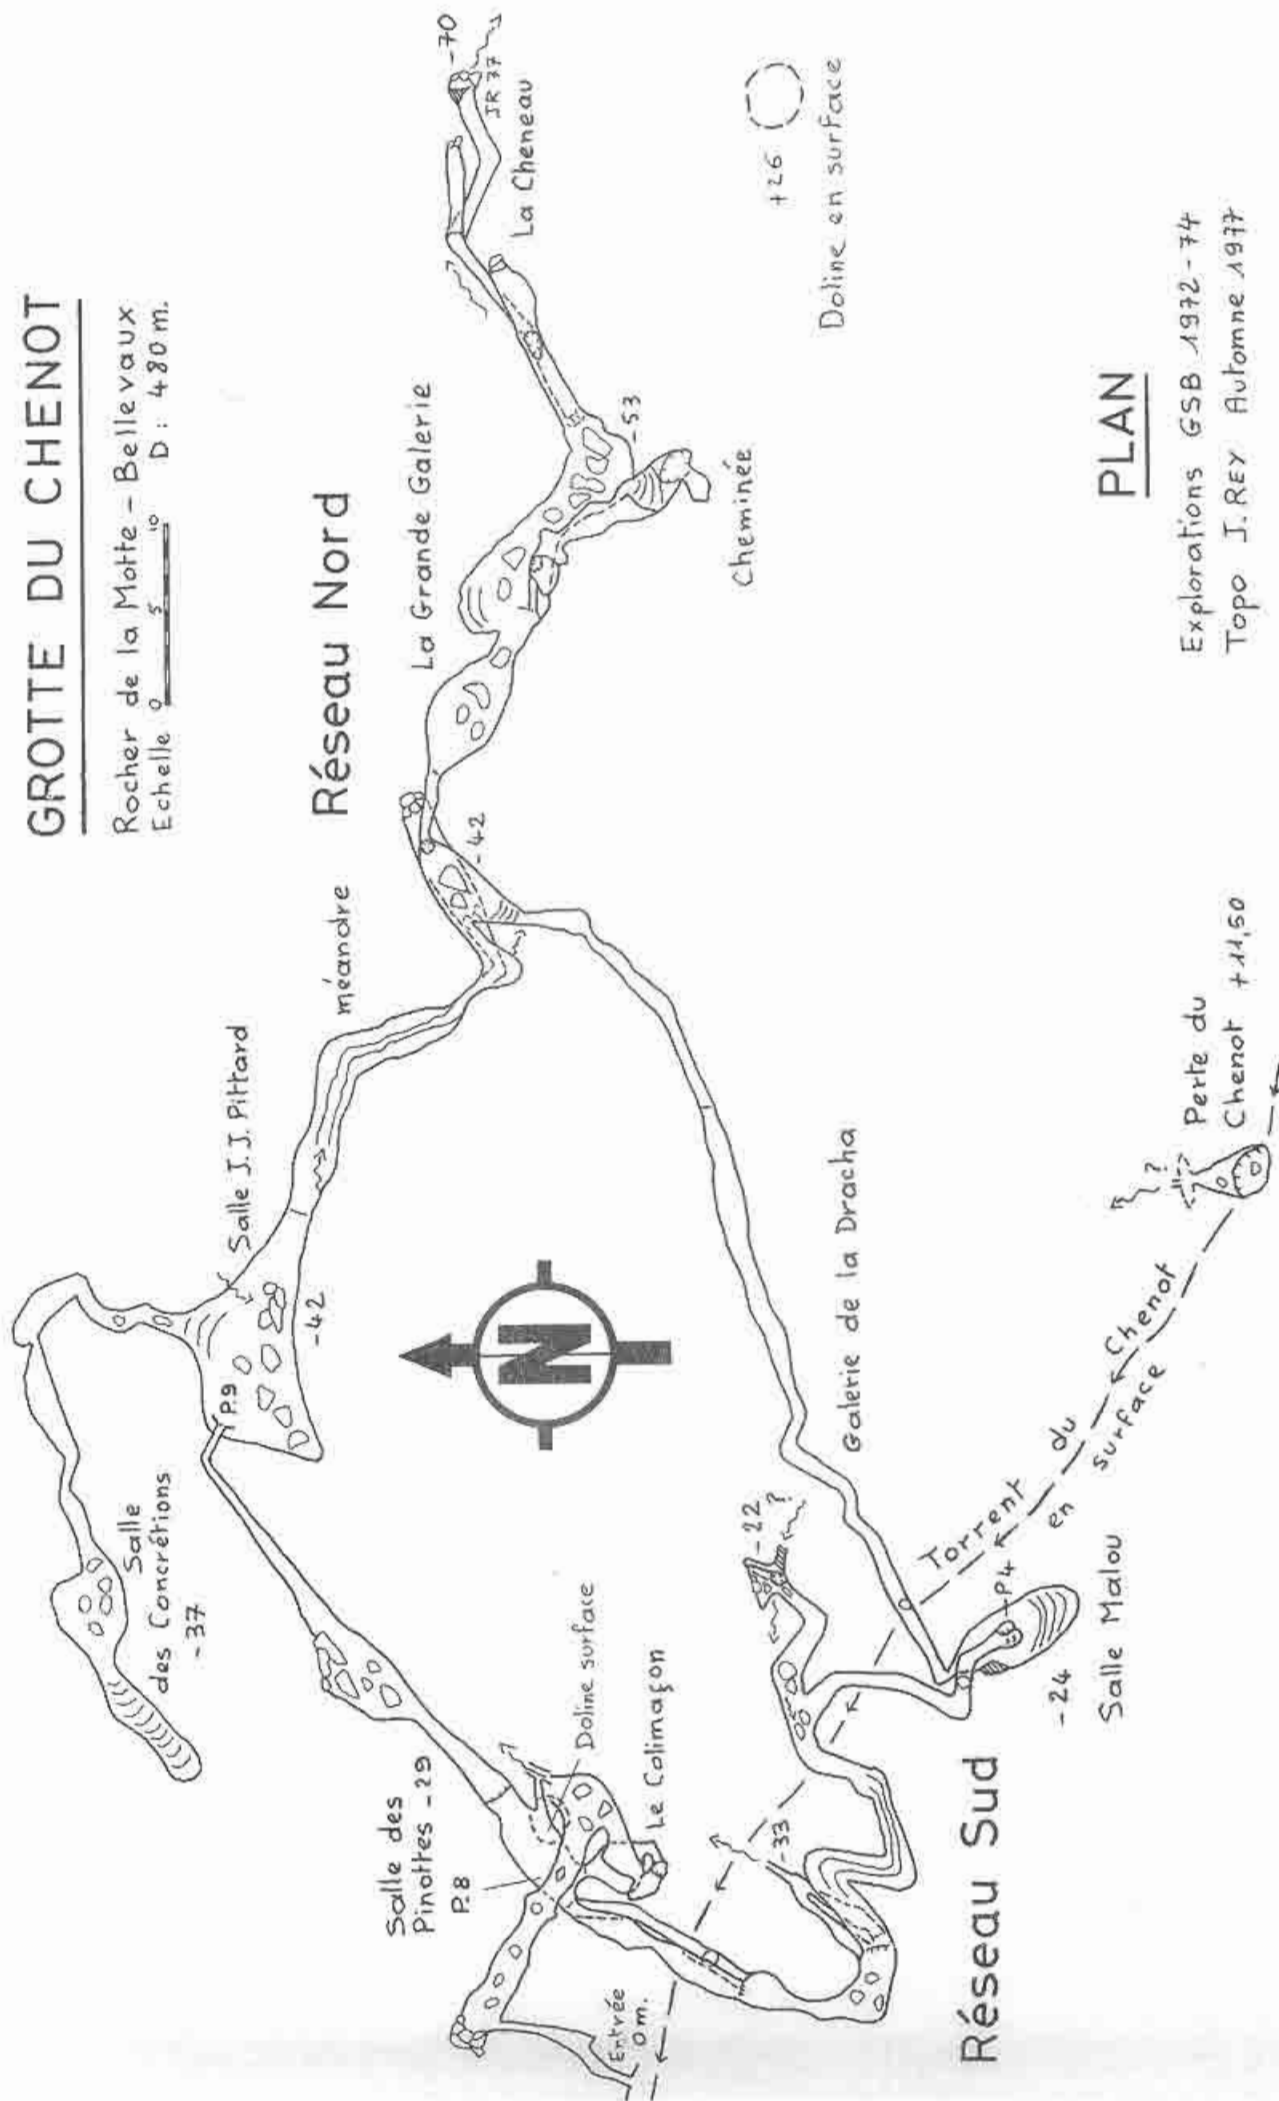 GROTTE DU CHENOT
Rocher de la Motte - Bellevaux
Echelle 0 5 10 D : 480 m.
Réseau Nord
Salle
des Concrétions
-37
P.9
Salle J.J. Pittard
-42
méandre
-42
La Grande Galerie
-53
Cheminée
La Cheneau
JR 77
-70
+26
Doline en surface
N
Salle des
Pinottes -29
P.8
Doline surface
Le Colimaçon
Entrée
0m.
-33
-22
?
Galerie de la Dracha
Torrent du Chenot
en surface
P4
-24
Salle Malou
Réseau Sud
?
Perte du
Chenot +11,50
PLAN
Explorations GSB 1972-74
Topo J. REY Automne 1977